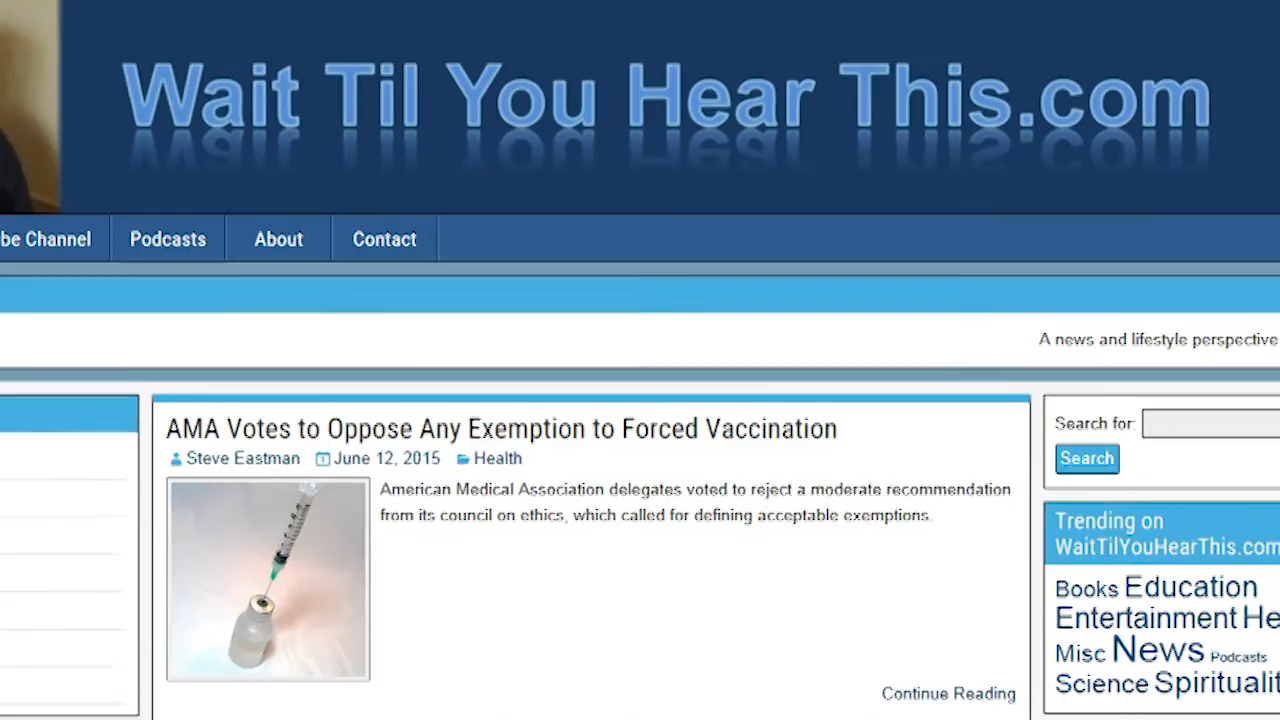 Wait Til You Hear This.com
be Channel
Podcasts
About
Contact
A news and lifestyle perspective
AMA Votes to Oppose Any Exemption to Forced Vaccination
Steve Eastman June 12, 2015 Health
American Medical Association delegates voted to reject a moderate recommendation
from its council on ethics, which called for defining acceptable exemptions.
Continue Reading
Search for:
Search
Trending on
WaitTilYouHearThis.com
Books Education
Entertainment He
Misc News Podcasts
Science Spiritualit